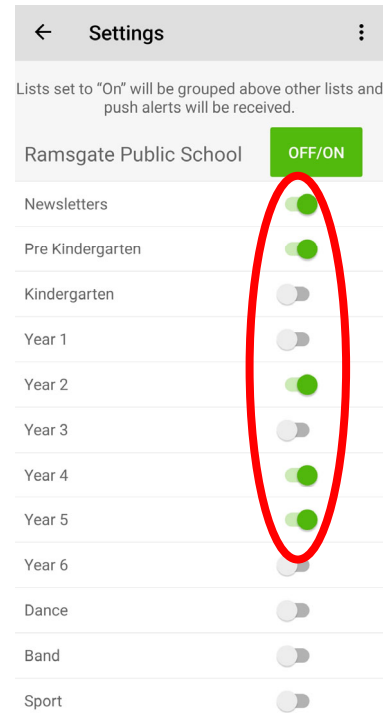 Settings
Lists set to “On” will be grouped above other lists and
push alerts will be received.
Ramsgate Public School OFF/ON
Newsletters
Pre Kindergarten
Kindergarten
Year 1
Year 2
Year 3
Year 4
Year 5
Year 6
Dance
Band
Sport